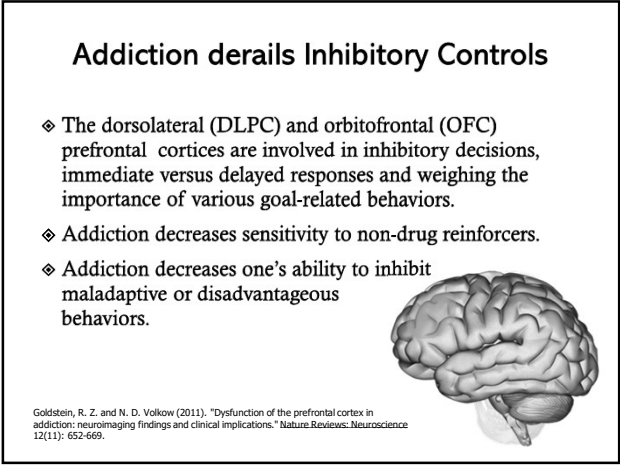 Addiction derails Inhibitory Controls
The dorsolateral (DLPC) and orbitofrontal (OFC)
prefrontal cortices are involved in inhibitory decisions,
immediate versus delayed responses and weighing the
importance of various goal-related behaviors.
Addiction decreases sensitivity to non-drug reinforcers.
Addiction decreases one's ability to inhibit
maladaptive or disadvantageous
behaviors.
Goldstein, R. Z. and N. D. Volkow (2011). "Dysfunction of the prefrontal cortex in
addiction: neuroimaging findings and clinical implications." Nature Reviews: Neuroscience
12(11): 652-669.